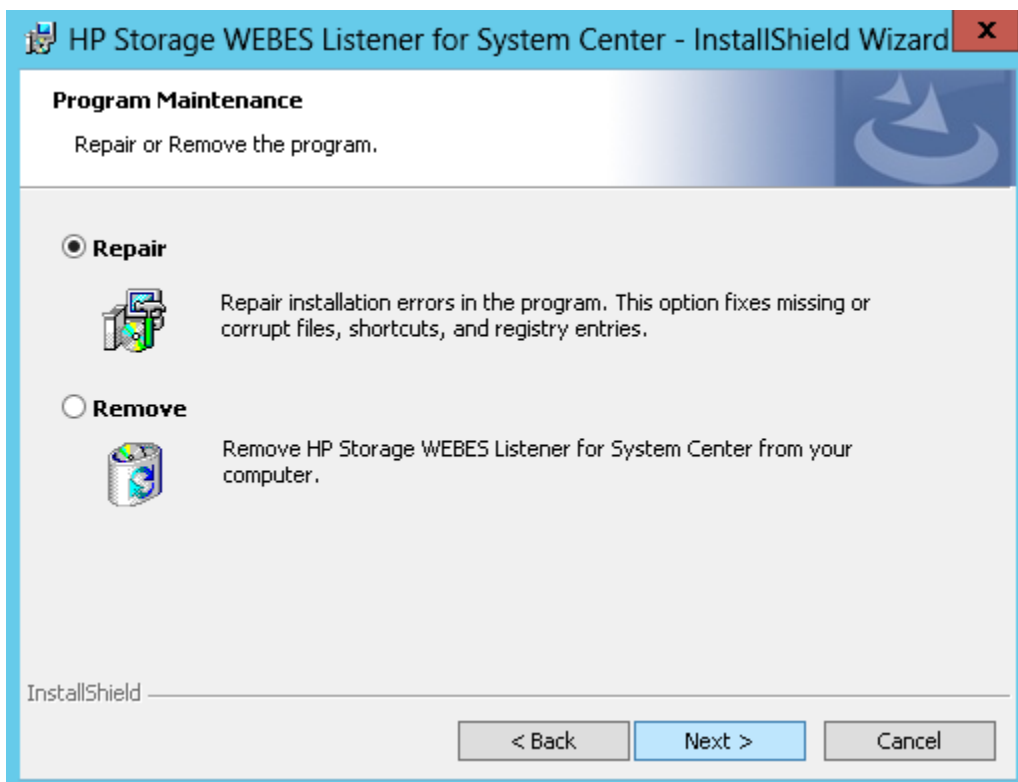 HP Storage WEBES Listener for System Center - InstallShield Wizard
x
Program Maintenance
Repair or Remove the program.
Repair
Repair installation errors in the program. This option fixes missing or
corrupt files, shortcuts, and registry entries.
Remove
Remove HP Storage WEBES Listener for System Center from your
computer.
InstallShield
< Back
Next >
Cancel